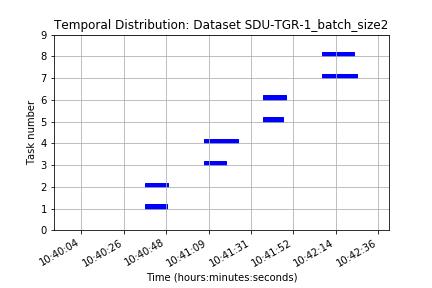 Temporal Distribution: Dataset SDU-TGR-1_batch_size2
9
8
7
6
5
4
3
2
1
0
Task number
10:40:04 10:40:26 10:40:48 10:41:09 10:41:31 10:41:52 10:42:14 10:42:36
Time (hours:minutes:seconds)